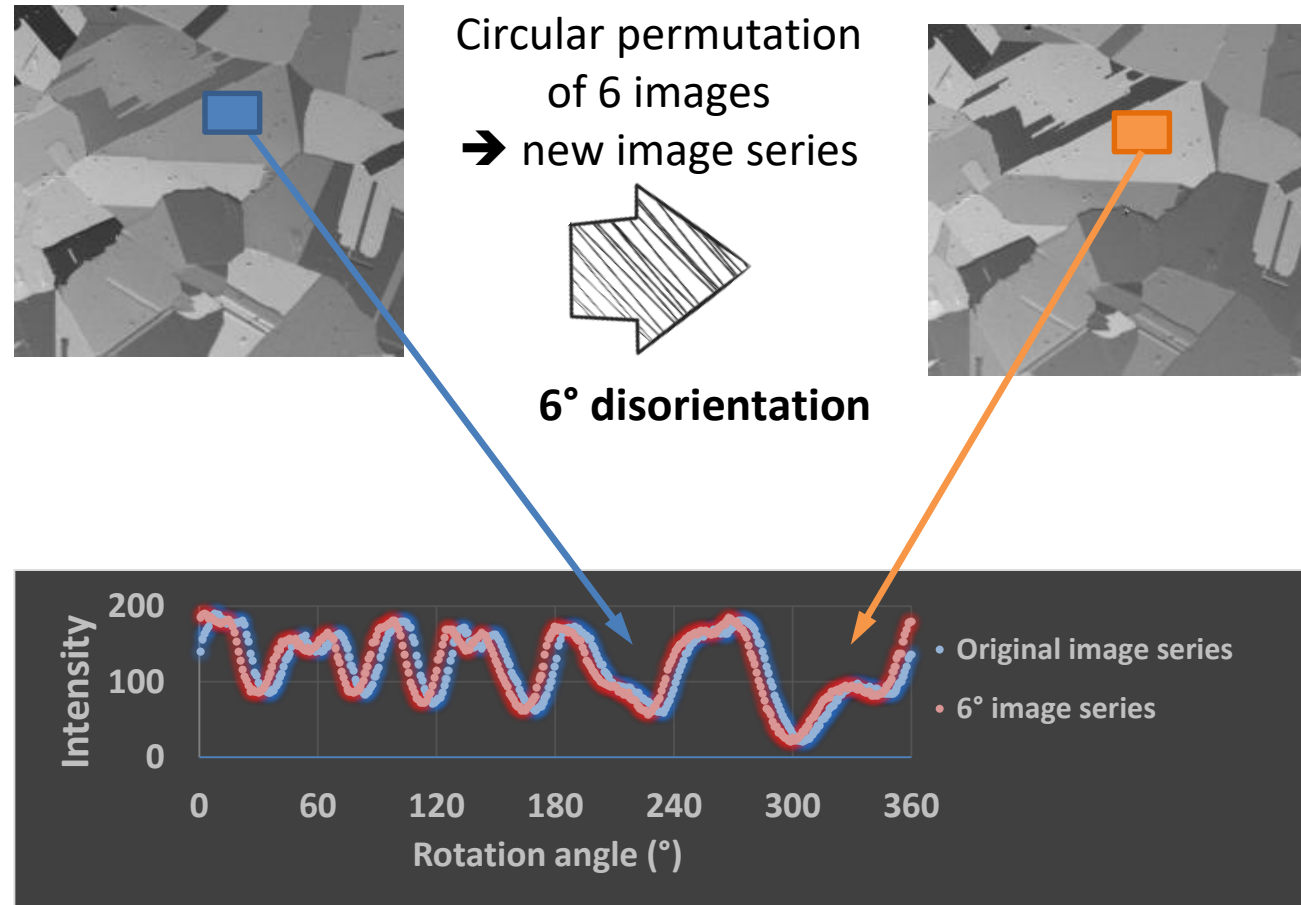 Circular permutation
of 6 images
➔ new image series
6° disorientation
200
100
0
Intensity
0 60 120 180 240 300 360
Rotation angle (°)
Original image series
6° image series